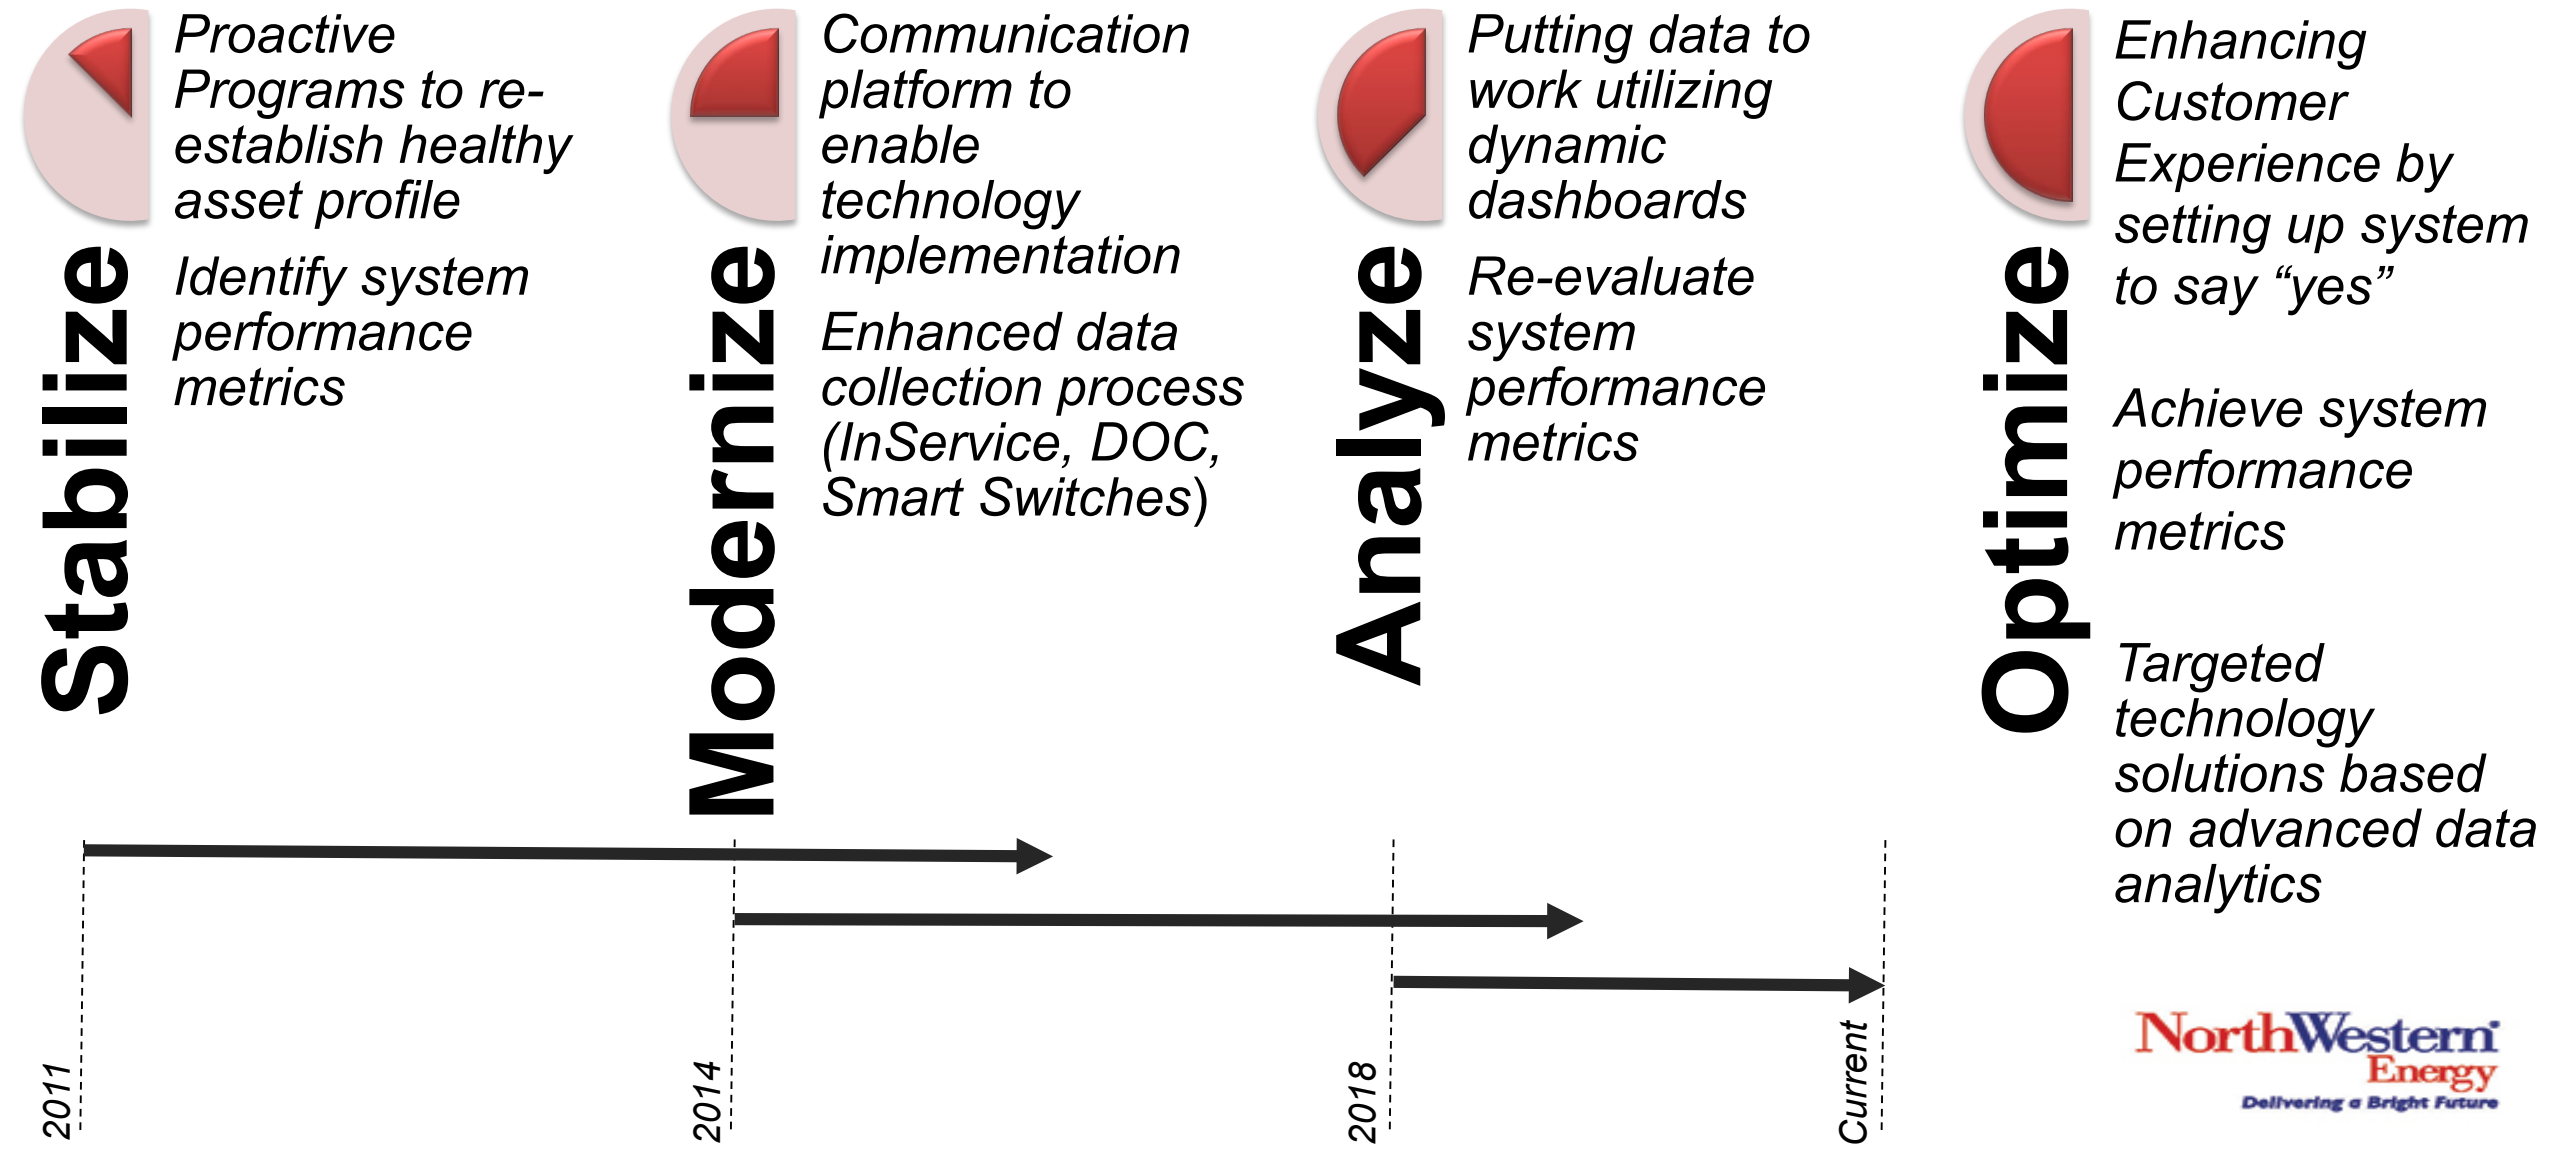 Stabilize
Proactive
Programs to re-
establish healthy
asset profile
Identify system
performance
metrics
Modernize
Communication
platform to
enable
technology
implementation
Enhanced data
collection process
(InService, DOC,
Smart Switches)
Analyze
Putting data to
work utilizing
dynamic
dashboards
Re-evaluate
system
performance
metrics
Optimize
Enhancing
Customer
Experience by
setting up system
to say “yes”
Achieve system
performance
metrics
Targeted
technology
solutions based
on advanced data
analytics
2011
2014
2018
Current
NorthWestern
Energy
Delivering a Bright Future